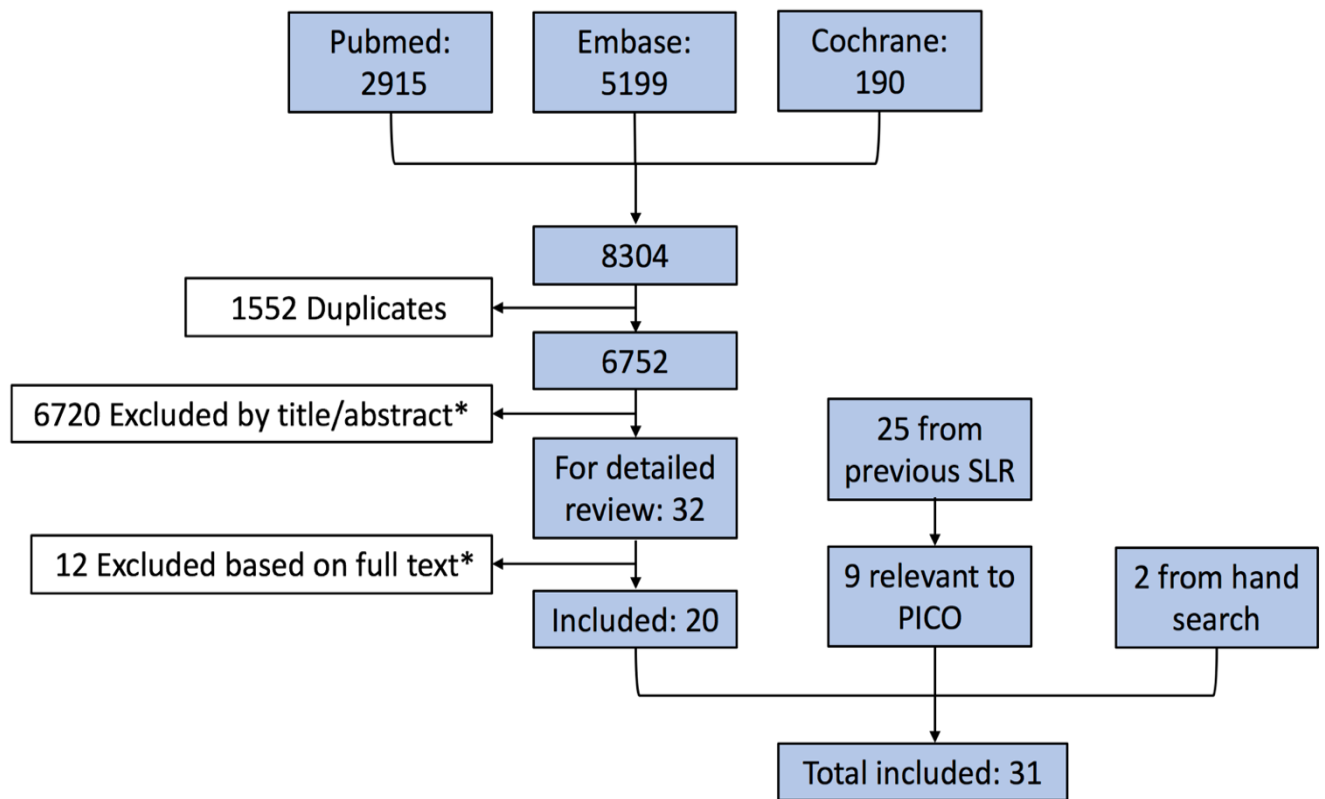 Pubmed:
2915
Embase:
5199
Cochrane:
190
8304
1552 Duplicates
6752
6720 Excluded by title/abstract*
For detailed
review: 32
25 from
previous SLR
12 Excluded based on full text*
9 relevant to
PICO
2 from hand
search
Included: 20
Total included: 31